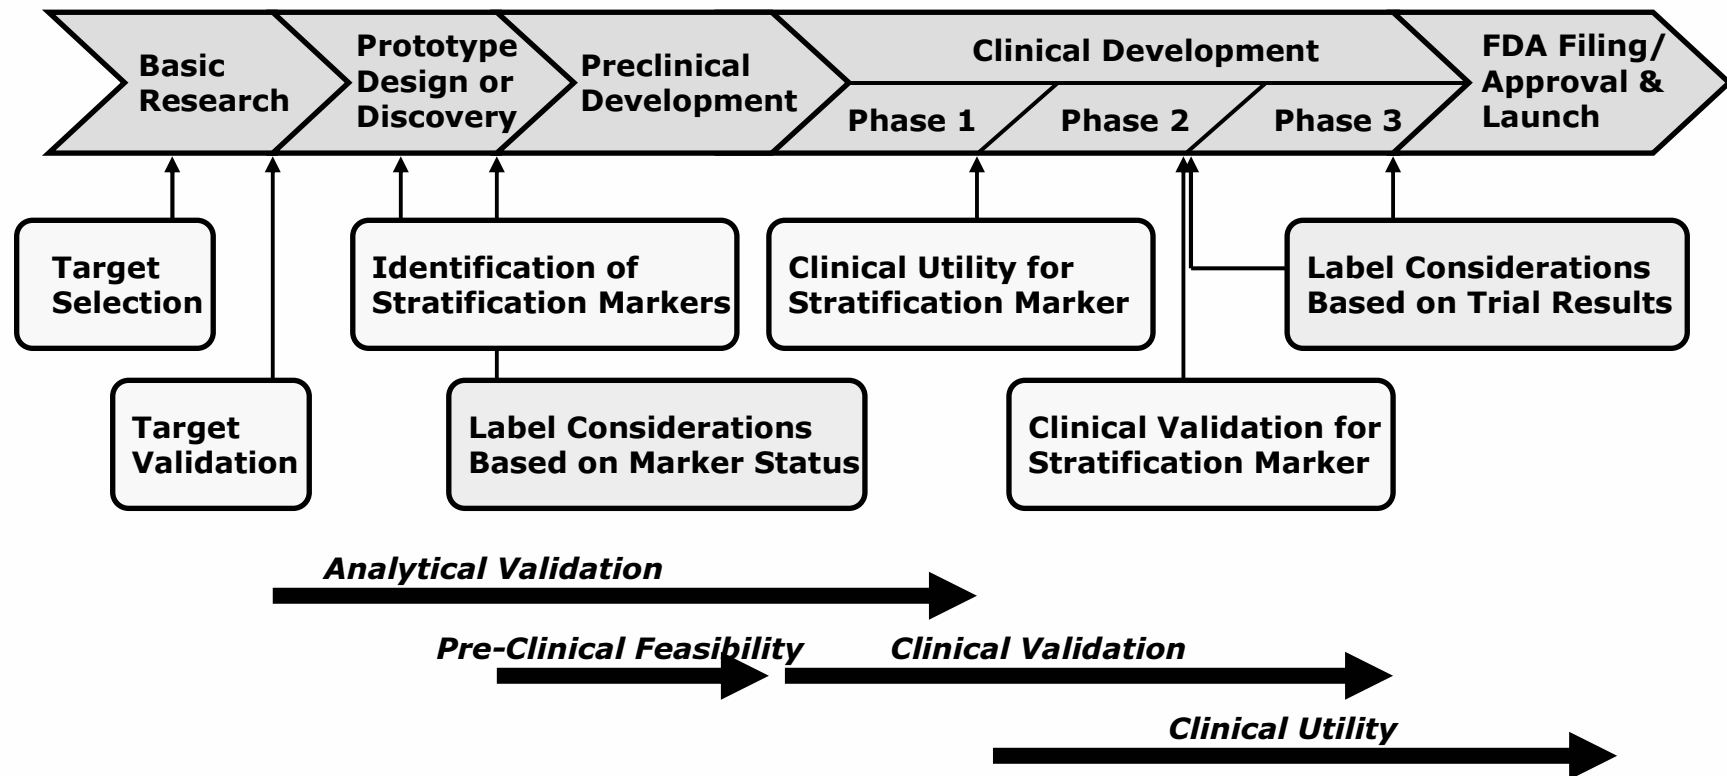 Basic
Research
Prototype
Design or
Discovery
Preclinical
Development
Clinical Development
Phase 1
Phase 2
Phase 3
FDA Filing/
Approval &
Launch
Target
Selection
Identification of
Stratification Markers
Clinical Utility for
Stratification Marker
Label Considerations
Based on Trial Results
Target
Validation
Label Considerations
Based on Marker Status
Clinical Validation for
Stratification Marker
Analytical Validation
Pre-Clinical Feasibility
Clinical Validation
Clinical Utility